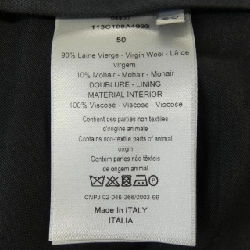 50
90% Laine Vierge - Virgin Wool - Lã de
virgem
10% Mohair - Mohair - Mohair
DOUBLURE - LINING
MATERIAL INTERIOR
100% Viscose - Viscose - Viscose
Contient des parties non textiles
d'origine animale
Contains non-textile parts of animal
origin
Contem partes não têxteis
de origem animal
Made in ITALY
ITALIA